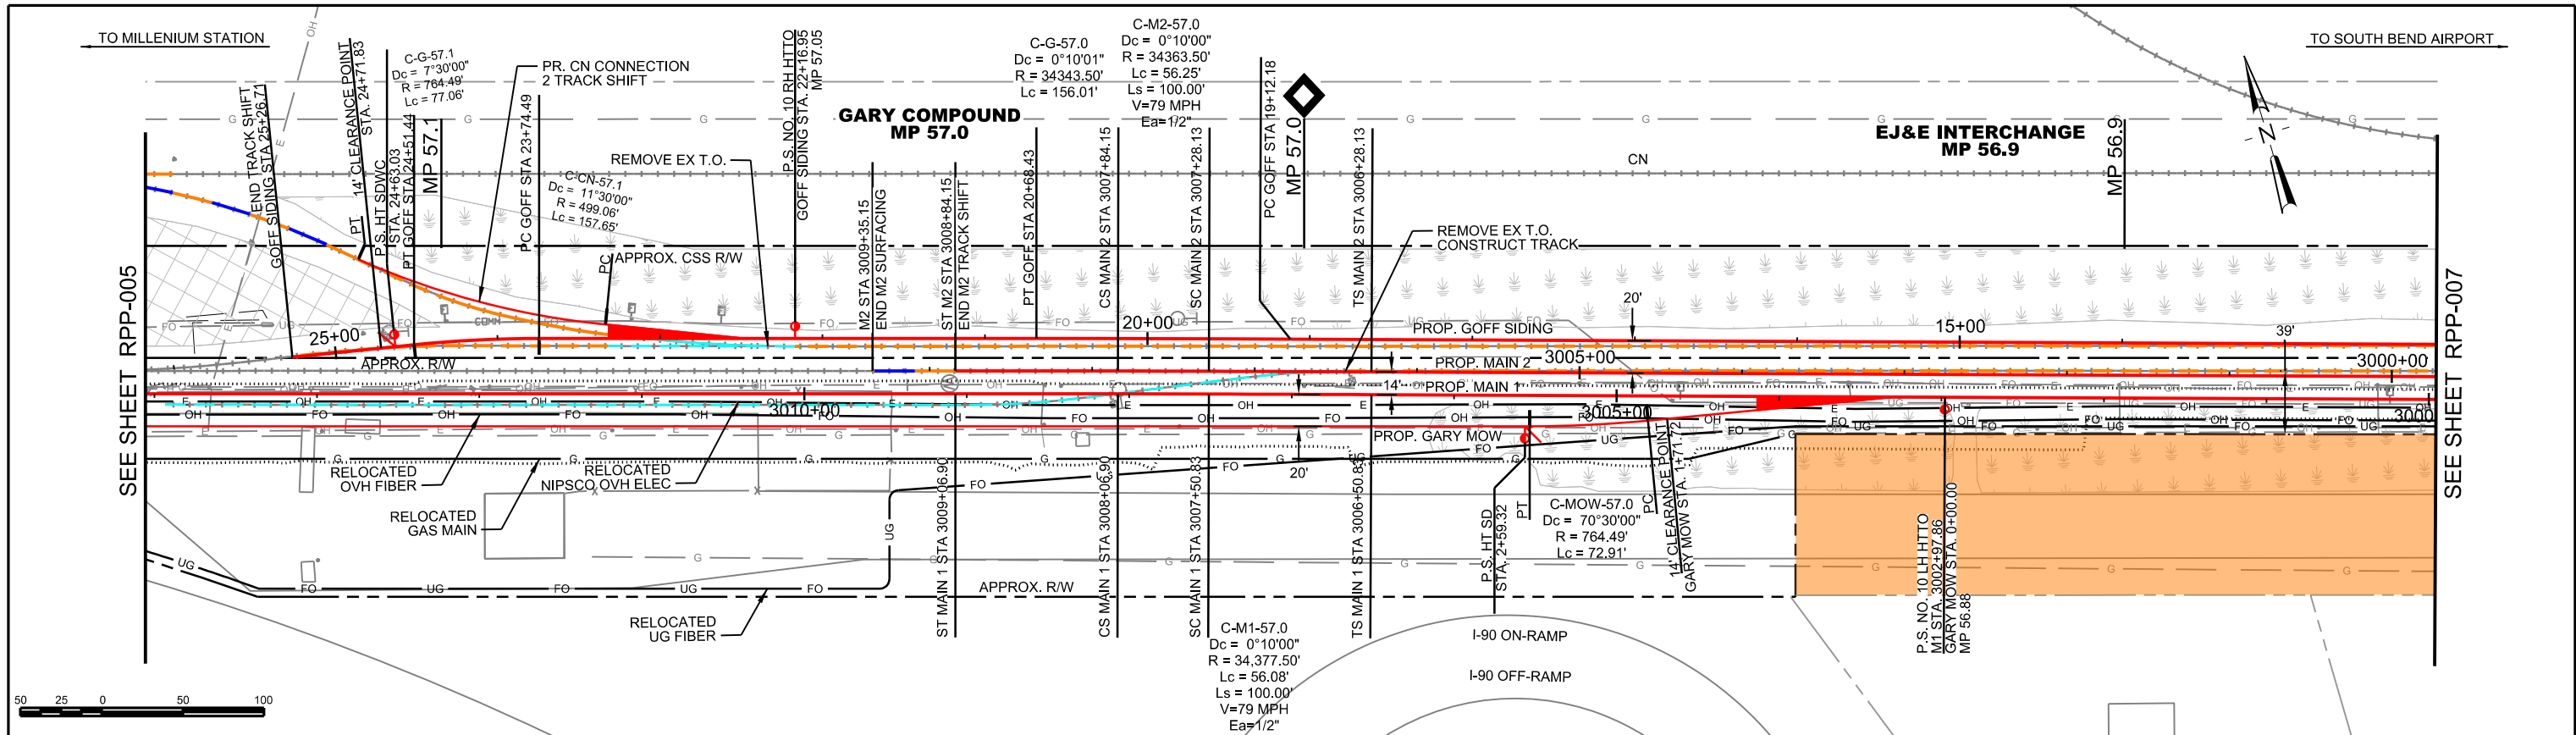 TO MILLENIUM STATION
TO SOUTH BEND AIRPORT
SEE SHEET RPP-005
SEE SHEET RPP-007
END TRACK SHIFT
GOFF SIDING STA 25+26.71
PT 14' CLEARANCE POINT
STA. 24+71.83
P.S. HT SDWC
STA. 24+63.03
PT GOFF STA 24+51.44
C-G-57.1
Dc = 7°30'00"
R = 764.49'
Lc = 77.06'
MP 57.1
PC GOFF STA 23+74.49
PR. CN CONNECTION
2 TRACK SHIFT
C-CN-57.1
Dc = 11°30'00"
R = 499.06'
Lc = 157.65'
REMOVE EX T.O.
PC
APPROX. CSS R/W
P.S. NO. 10 RH HTTO
GOFF SIDING STA. 22+16.95
MP 57.05
GARY COMPOUND
MP 57.0
M2 STA 3009+35.15
END M2 SURFACING
ST M2 STA 3008+84.15
END M2 TRACK SHIFT
C-G-57.0
Dc = 0°10'01"
R = 34343.50'
Lc = 156.01'
PT GOFF STA 20+68.43
C-M2-57.0
Dc = 0°10'00"
R = 34363.50'
Lc = 56.25'
Ls = 100.00'
V=79 MPH
Ea=1/2"
CS MAIN 2 STA 3007+84.15
SC MAIN 2 STA 3007+28.13
PC GOFF STA 19+12.18
MP 57.0
TS MAIN 2 STA 3006+28.13
REMOVE EX T.O.
CONSTRUCT TRACK
CN
EJ&E INTERCHANGE
MP 56.9
MP 56.9
N
20'
39'
25+00
20+00
15+00
PROP. GOFF SIDING
APPROX. R/W
PROP. MAIN 2
3005+00
3000+00
14'
PROP. MAIN 1
3010+00
3005+00
3000
PROP. GARY MOW
20'
RELOCATED
OVH FIBER
RELOCATED
NIPSCO OVH ELEC
RELOCATED
GAS MAIN
RELOCATED
UG FIBER
APPROX. R/W
ST MAIN 1 STA 3009+06.90
CS MAIN 1 STA 3008+06.90
SC MAIN 1 STA 3007+50.83
TS MAIN 1 STA 3006+50.83
C-M1-57.0
Dc = 0°10'00"
R = 34,377.50'
Lc = 56.08'
Ls = 100.00'
V=79 MPH
Ea=1/2"
P.S. HT SD
STA. 2+59.32
PT
C-MOW-57.0
Dc = 70°30'00"
R = 764.49'
Lc = 72.91'
PC
14' CLEARANCE POINT
GARY MOW STA. 1+71.72
P.S. NO. 10 LH HTTO
M1 STA. 3002+97.86
GARY MOW STA. 0+00.00
MP 56.88
I-90 ON-RAMP
I-90 OFF-RAMP
50 25 0 50 100